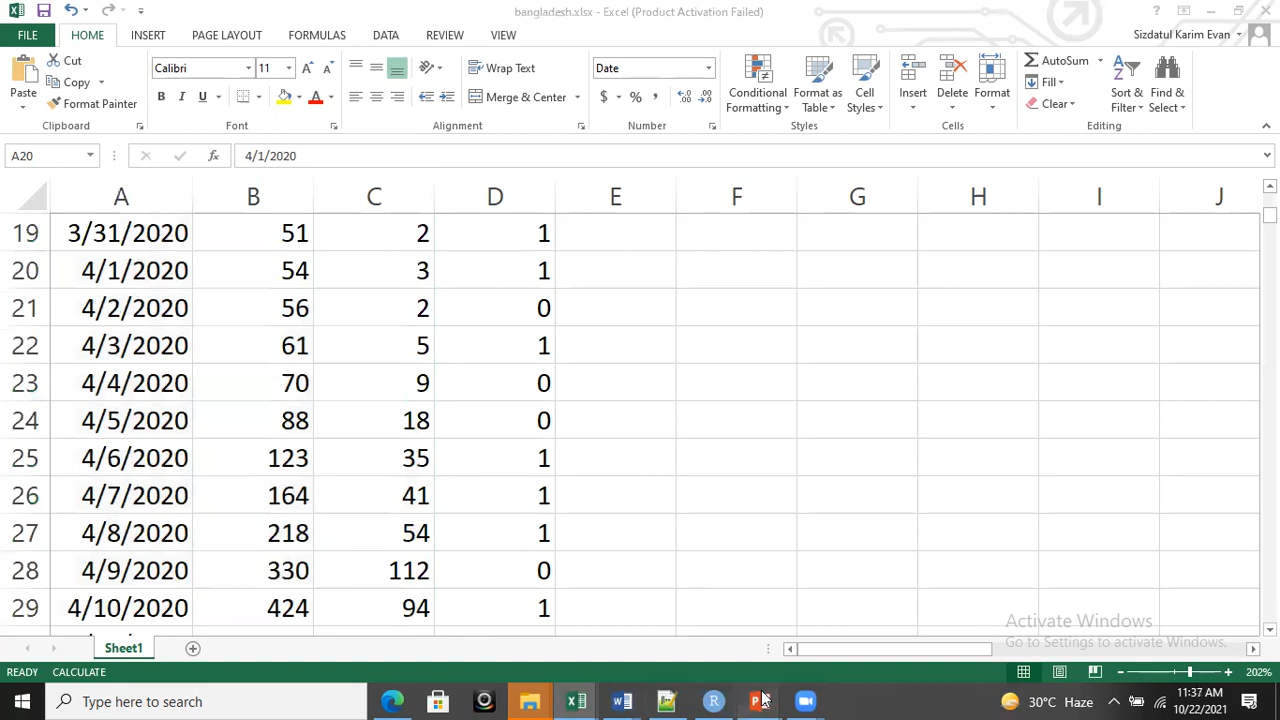 bangladesh.xlsx - Excel (Product Activation Failed)
FILE HOME INSERT PAGE LAYOUT FORMULAS DATA REVIEW VIEW Sizdatul Karim Evan
Paste Cut Copy Format Painter
Clipboard
Calibri 11
B I U A
Font
Wrap Text
Merge & Center
Alignment
Date
$ % ,
Number
Conditional Formatting Format as Table Cell Styles
Styles
Insert Delete Format
Cells
AutoSum Fill Clear Sort & Filter Find & Select
Editing
A20 fx 4/1/2020
A B C D E F G H I J
19 3/31/2020 51 2 1
20 4/1/2020 54 3 1
21 4/2/2020 56 2 0
22 4/3/2020 61 5 1
23 4/4/2020 70 9 0
24 4/5/2020 88 18 0
25 4/6/2020 123 35 1
26 4/7/2020 164 41 1
27 4/8/2020 218 54 1
28 4/9/2020 330 112 0
29 4/10/2020 424 94 1
Activate Windows
Go to Settings to activate Windows.
Sheet1
READY CALCULATE 202%
Type here to search
30°C Haze
11:37 AM
10/22/2021